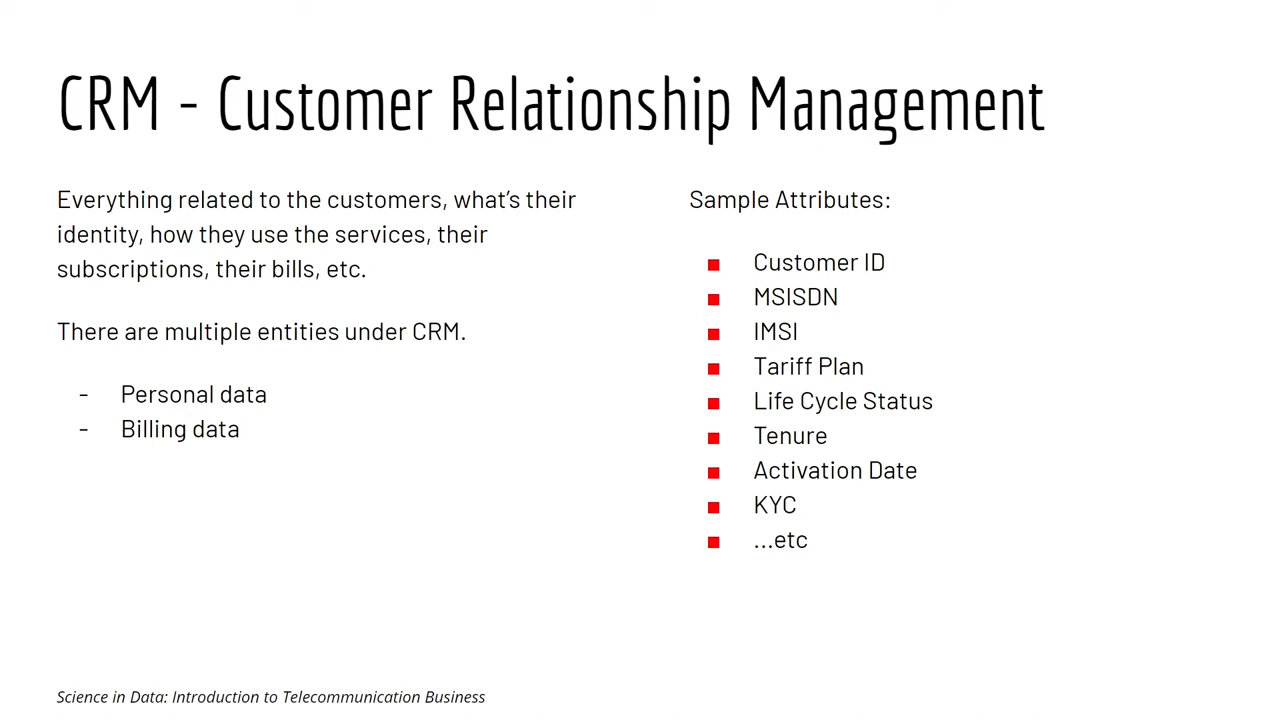 CRM - Customer Relationship Management
Everything related to the customers, what's their
identity, how they use the services, their
subscriptions, their bills, etc.
There are multiple entities under CRM.
- Personal data
- Billing data
Sample Attributes:
■ Customer ID
■ MSISDN
■ IMSI
■ Tariff Plan
■ Life Cycle Status
■ Tenure
■ Activation Date
■ KYC
■ ...etc
Science in Data: Introduction to Telecommunication Business